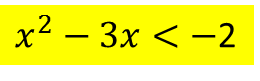 x² − 3x < −2